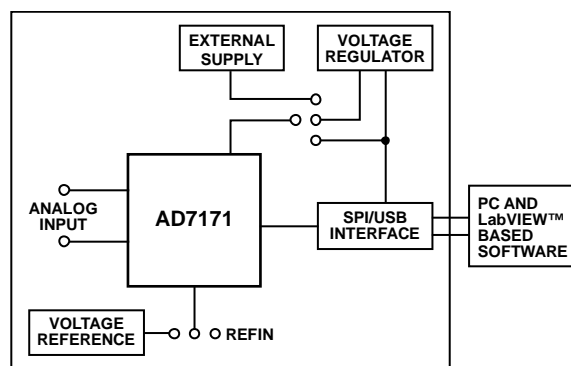 EXTERNAL
SUPPLY
VOLTAGE
REGULATOR
ANALOG
INPUT
AD7171
SPI/USB
INTERFACE
PC AND
LabVIEW™
BASED
SOFTWARE
VOLTAGE
REFERENCE
REFIN